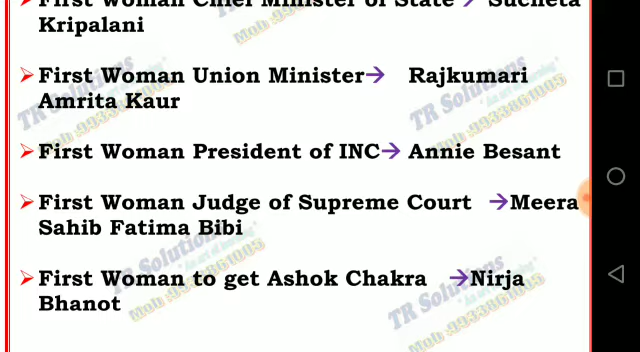 ➢First Woman Chief Minister of State → Sucheta
Kripalani
➢First Woman Union Minister→ Rajkumari
Amrita Kaur
➢First Woman President of INC→ Annie Besant
➢First Woman Judge of Supreme Court →Meera
Sahib Fatima Bibi
➢First Woman to get Ashok Chakra →Nirja
Bhanot
TR Solutions
Mob :9933861005